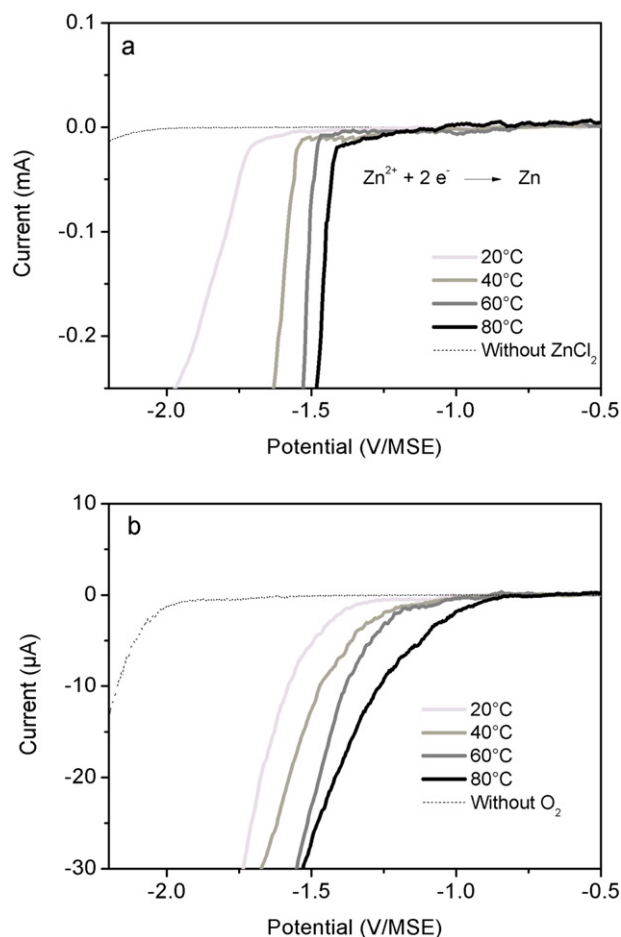 a
0.1
0.0
-0.1
-0.2
Current (mA)
Zn²⁺ + 2 e⁻ ⟶ Zn
20°C
40°C
60°C
80°C
Without ZnCl₂
-2.0 -1.5 -1.0 -0.5
Potential (V/MSE)
b
10
0
-10
-20
-30
Current (µA)
20°C
40°C
60°C
80°C
Without O₂
-2.0 -1.5 -1.0 -0.5
Potential (V/MSE)